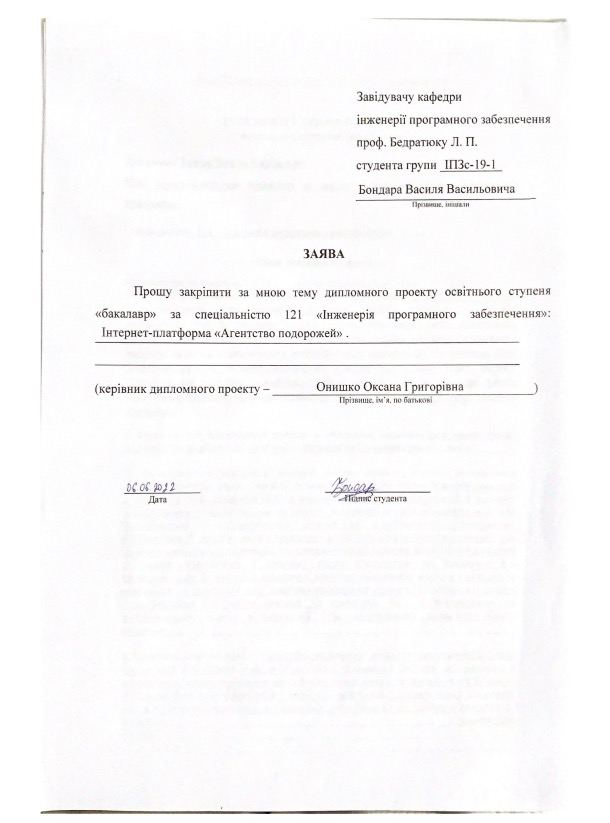 Завідувачу кафедри
інженерії програмного забезпечення
проф. Бедратюку Л. П.
студента групи ІПЗс-19-1
Бондара Василя Васильовича
Прізвище, ініціали
ЗАЯВА
Прошу закріпити за мною тему дипломного проекту освітнього ступеня
«бакалавр» за спеціальністю 121 «Інженерія програмного забезпечення»:
Інтернет-платформа «Агентство подорожей» .
(керівник дипломного проекту – Онишко Оксана Григорівна )
Прізвище, ім’я, по батькові
06.06.2022 Бондар
Дата Підпис студента